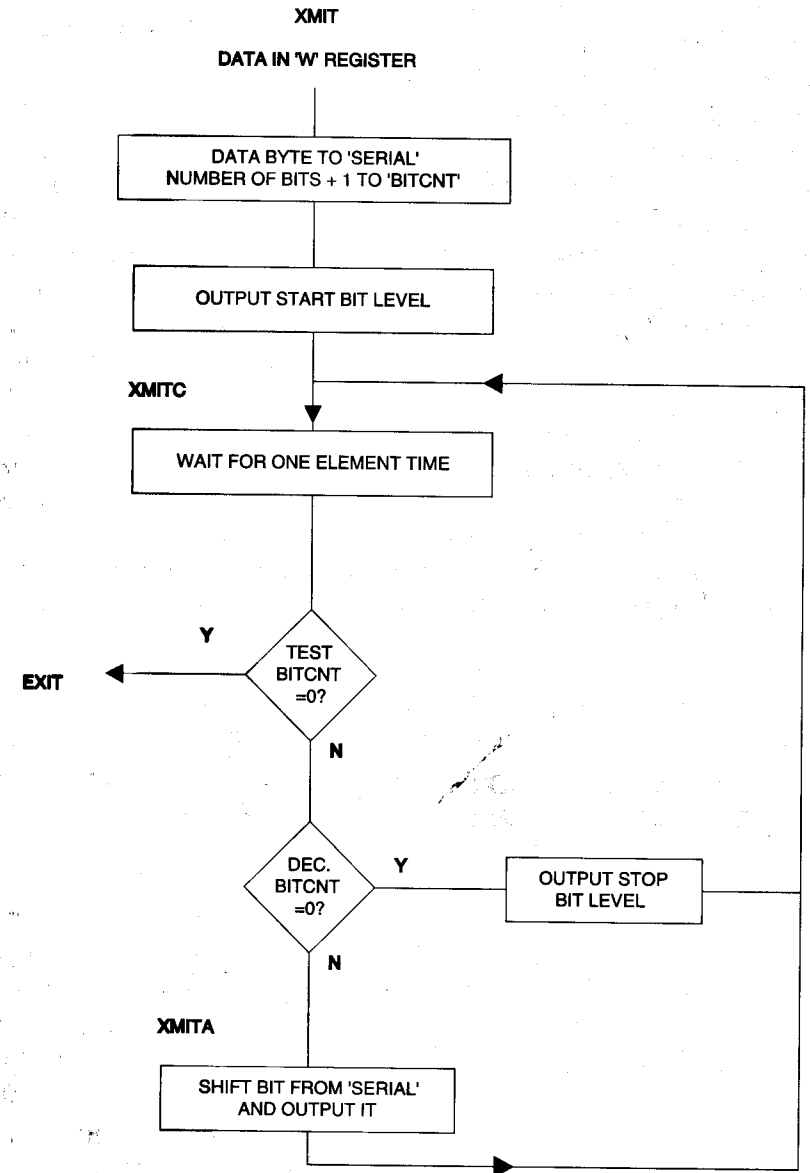 XMIT
DATA IN 'W' REGISTER
DATA BYTE TO 'SERIAL'
NUMBER OF BITS + 1 TO 'BITCNT'
OUTPUT START BIT LEVEL
XMITC
WAIT FOR ONE ELEMENT TIME
Y
TEST
BITCNT
=0?
EXIT
N
DEC.
BITCNT
=0?
Y
OUTPUT STOP
BIT LEVEL
N
XMITA
SHIFT BIT FROM 'SERIAL'
AND OUTPUT IT